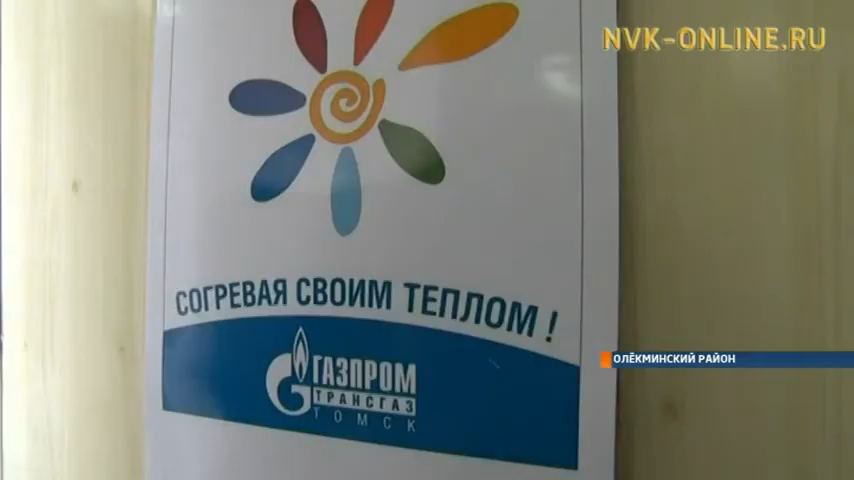 NVK-ONLINE.RU
СОГРЕВАЯ СВОИМ ТЕПЛОМ !
ОЛЁКМИНСКИЙ РАЙОН
ГАЗПРОМ
ТРАНСГАЗ
ТОМСК